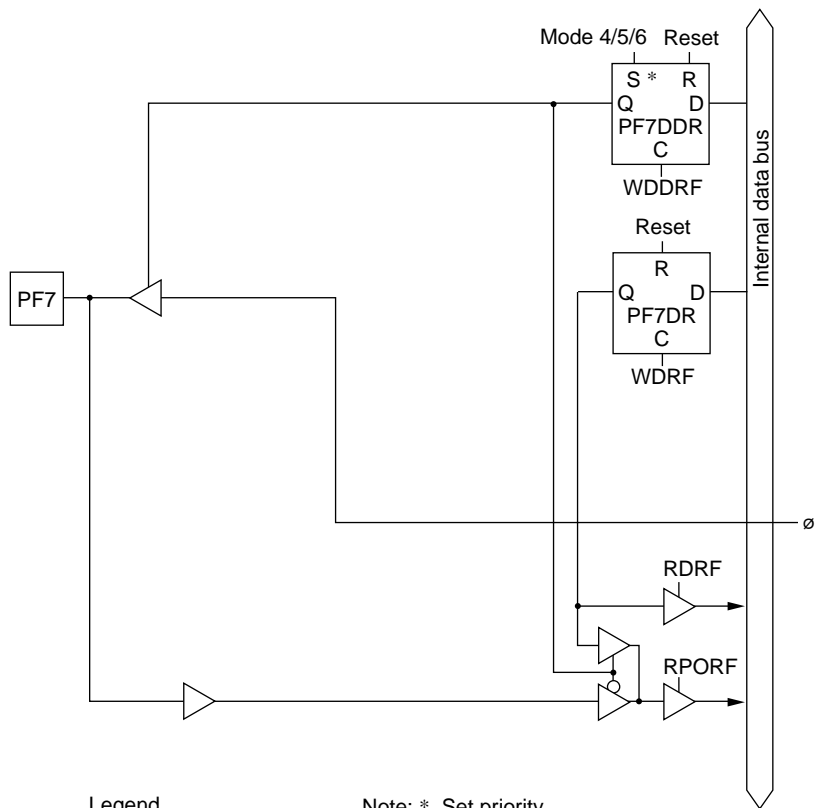 Mode 4/5/6 Reset
S * R
Q D
PF7DDR
C
WDDRF
Internal data bus
Reset
R
Q D
PF7DR
C
WDRF
PF7
ø
RDRF
RPORF
Legend
Note: * Set priority